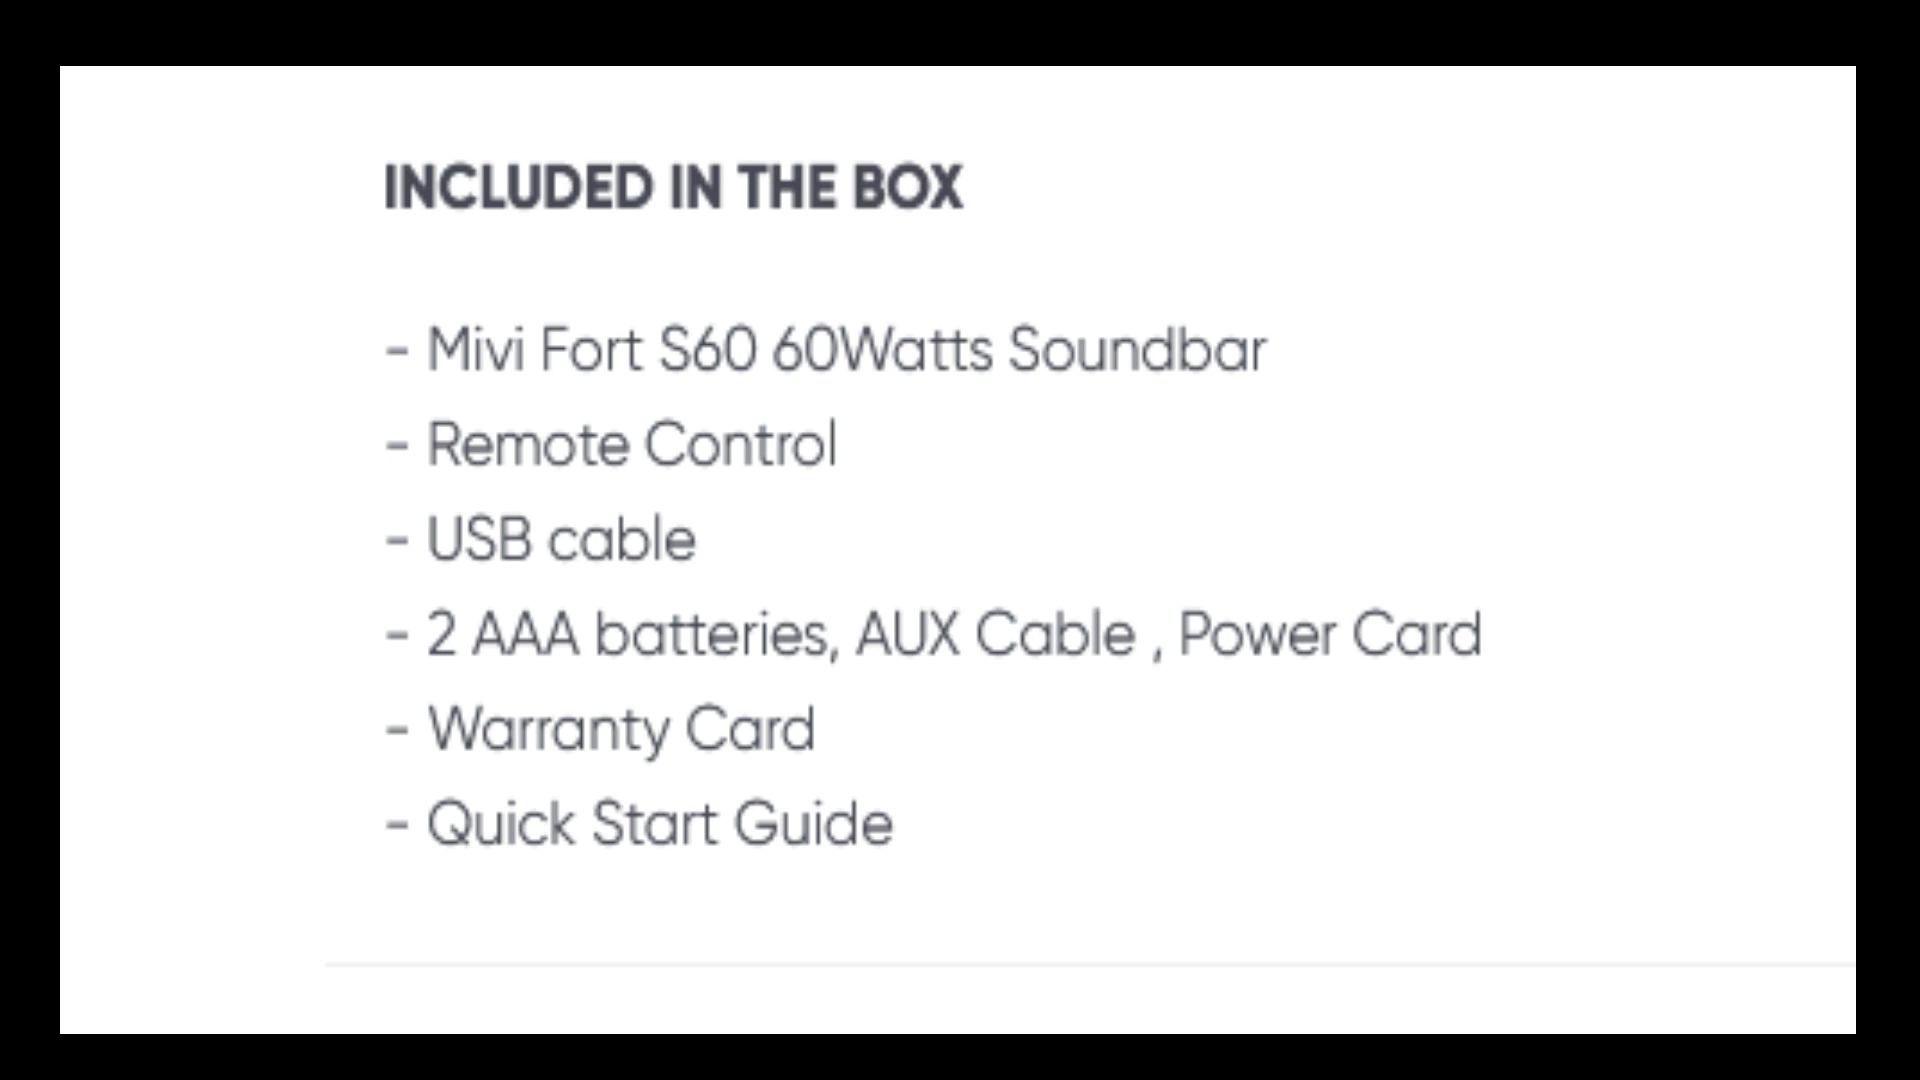 INCLUDED IN THE BOX
- Mivi Fort S60 60Watts Soundbar
- Remote Control
- USB cable
- 2 AAA batteries, AUX Cable , Power Card
- Warranty Card
- Quick Start Guide